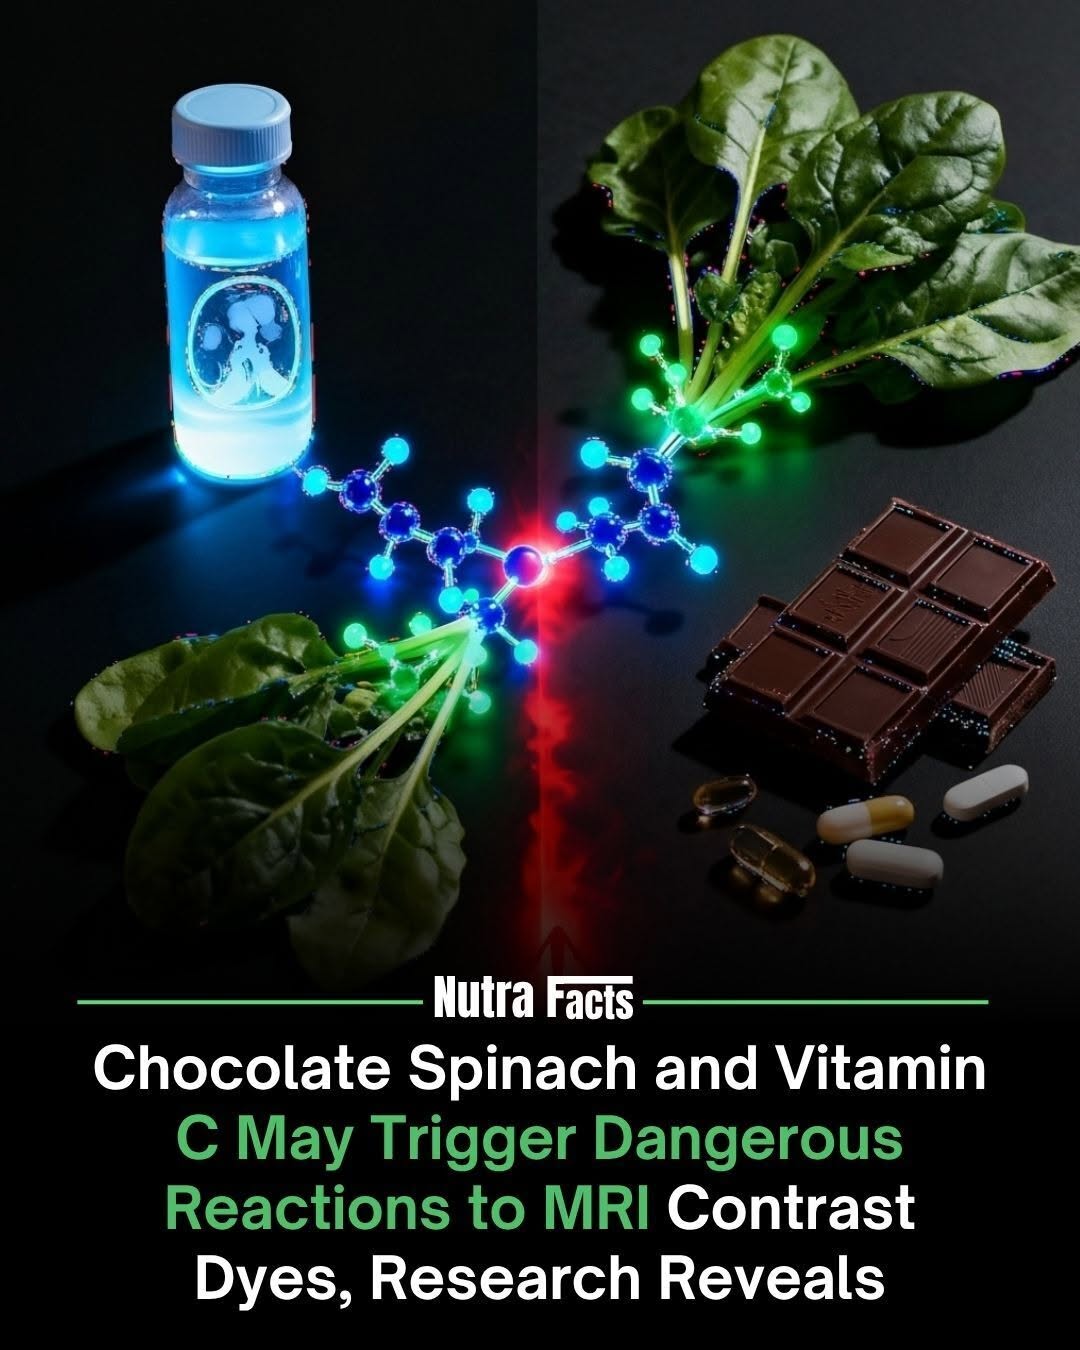 Nutra Facts
Chocolate Spinach and Vitamin
C May Trigger Dangerous
Reactions to MRI Contrast
Dyes, Research Reveals